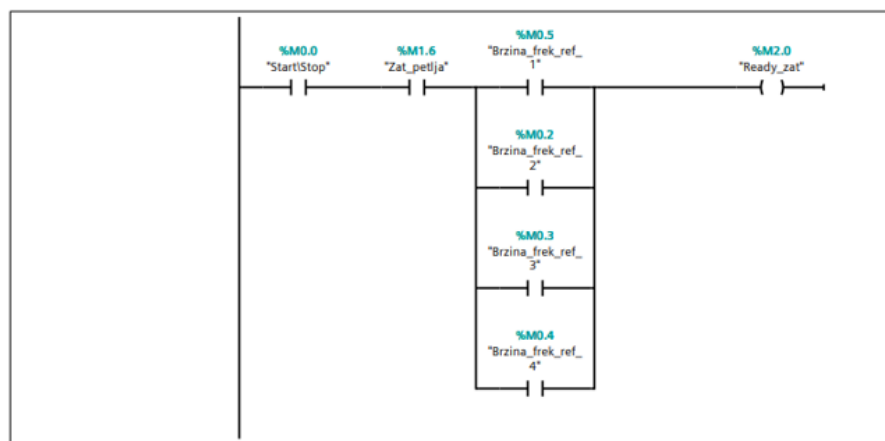 %M0.0
"Start\Stop"
%M1.6
"Zat_petlja"
%M0.5
"Brzina_frek_ref_
1"
%M2.0
"Ready_zat"
%M0.2
"Brzina_frek_ref_
2"
%M0.3
"Brzina_frek_ref_
3"
%M0.4
"Brzina_frek_ref_
4"